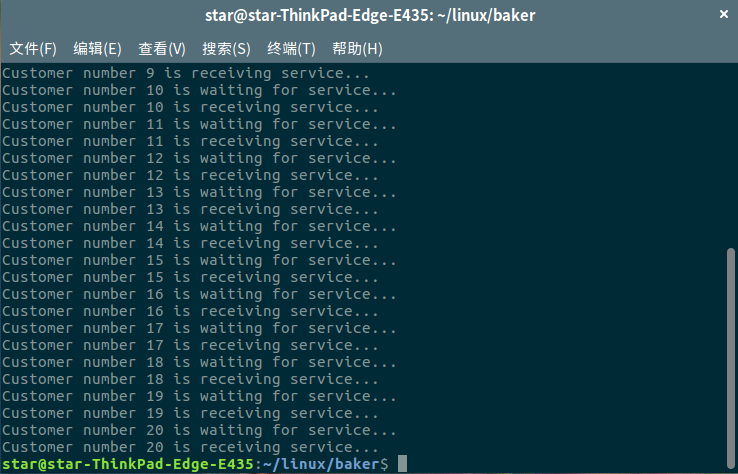 star@star-ThinkPad-Edge-E435: ~/linux/baker ×
文件(F) 编辑(E) 查看(V) 搜索(S) 终端(T) 帮助(H)
Customer number 9 is receiving service...
Customer number 10 is waiting for service...
Customer number 10 is receiving service...
Customer number 11 is waiting for service...
Customer number 11 is receiving service...
Customer number 12 is waiting for service...
Customer number 12 is receiving service...
Customer number 13 is waiting for service...
Customer number 13 is receiving service...
Customer number 14 is waiting for service...
Customer number 14 is receiving service...
Customer number 15 is waiting for service...
Customer number 15 is receiving service...
Customer number 16 is waiting for service...
Customer number 16 is receiving service...
Customer number 17 is waiting for service...
Customer number 17 is receiving service...
Customer number 18 is waiting for service...
Customer number 18 is receiving service...
Customer number 19 is waiting for service...
Customer number 19 is receiving service...
Customer number 20 is waiting for service...
Customer number 20 is receiving service...
star@star-ThinkPad-Edge-E435:~/linux/baker$